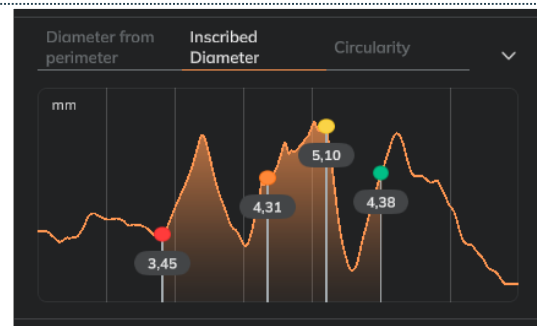 Diameter from
perimeter
Inscribed
Diameter
Circularity
mm
5,10
4,31
4,38
3,45